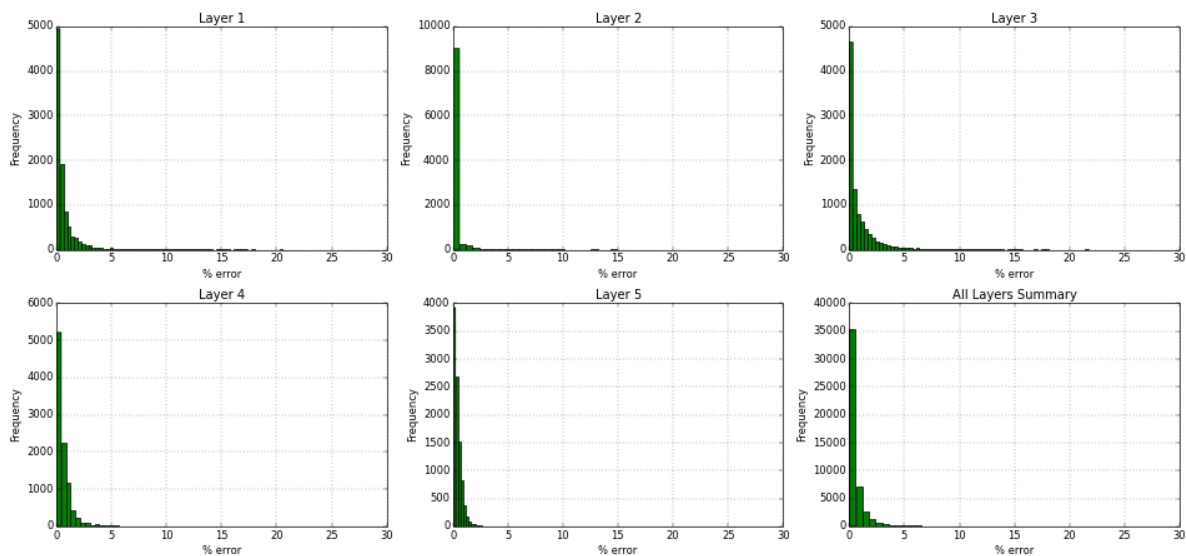 Layer 1
5000
4000
3000
2000
1000
0
Frequency
0 5 10 15 20 25 30
% error
Layer 2
10000
8000
6000
4000
2000
0
Frequency
0 5 10 15 20 25 30
% error
Layer 3
5000
4000
3000
2000
1000
0
Frequency
0 5 10 15 20 25 30
% error
Layer 4
6000
5000
4000
3000
2000
1000
0
Frequency
0 5 10 15 20 25 30
% error
Layer 5
4000
3500
3000
2500
2000
1500
1000
500
0
Frequency
0 5 10 15 20 25 30
% error
All Layers Summary
40000
35000
30000
25000
20000
15000
10000
5000
0
Frequency
0 5 10 15 20 25 30
% error